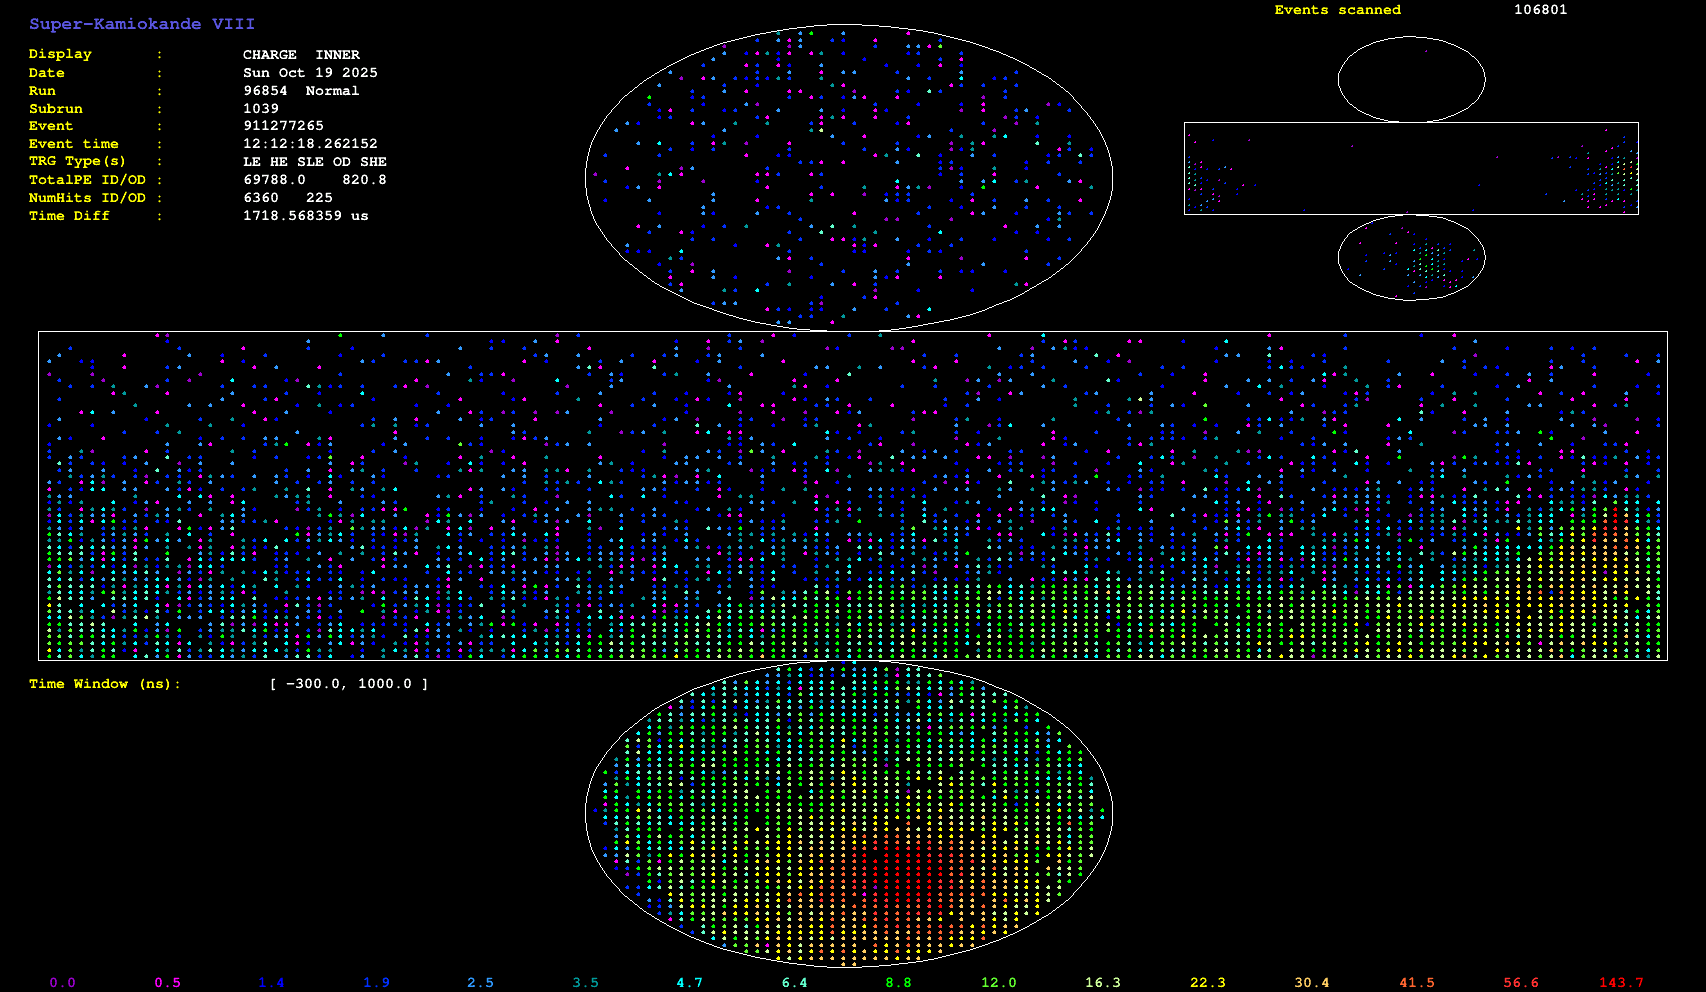 Super-Kamiokande VIII
Events scanned 106801
Display : CHARGE INNER
Date : Sun Oct 19 2025
Run : 96854 Normal
Subrun : 1039
Event : 911277265
Event time : 12:12:18.262152
TRG Type(s) : LE HE SLE OD SHE
TotalPE ID/OD : 69788.0 820.8
NumHits ID/OD : 6360 225
Time Diff : 1718.568359 us
Time Window (ns): [ -300.0, 1000.0 ]
0.0 0.5 1.4 1.9 2.5 3.5 4.7 6.4 8.8 12.0 16.3 22.3 30.4 41.5 56.6 143.7